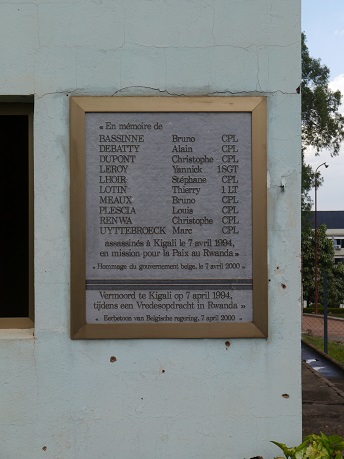 « En mémoire de
BASSINNE Bruno CPL
DEBATTY Alain CPL
DUPONT Christophe CPL
LEROY Yannick 1SGT
LHOIR Stéphane CPL
LOTIN Thierry 1 LT
MEAUX Bruno CPL
PLESCIA Louis CPL
RENWA Christophe CPL
UYTTEBROECK Marc CPL
assassinés à Kigali le 7 avril 1994,
en mission pour la Paix au Rwanda »
« Hommage du gouvernement belge, le 7 avril 2000 »
Vermoord te Kigali op 7 april 1994,
tijdens een Vredesopdracht in Rwanda »
« Eerbetoon van Belgische regering, 7 april 2000 »